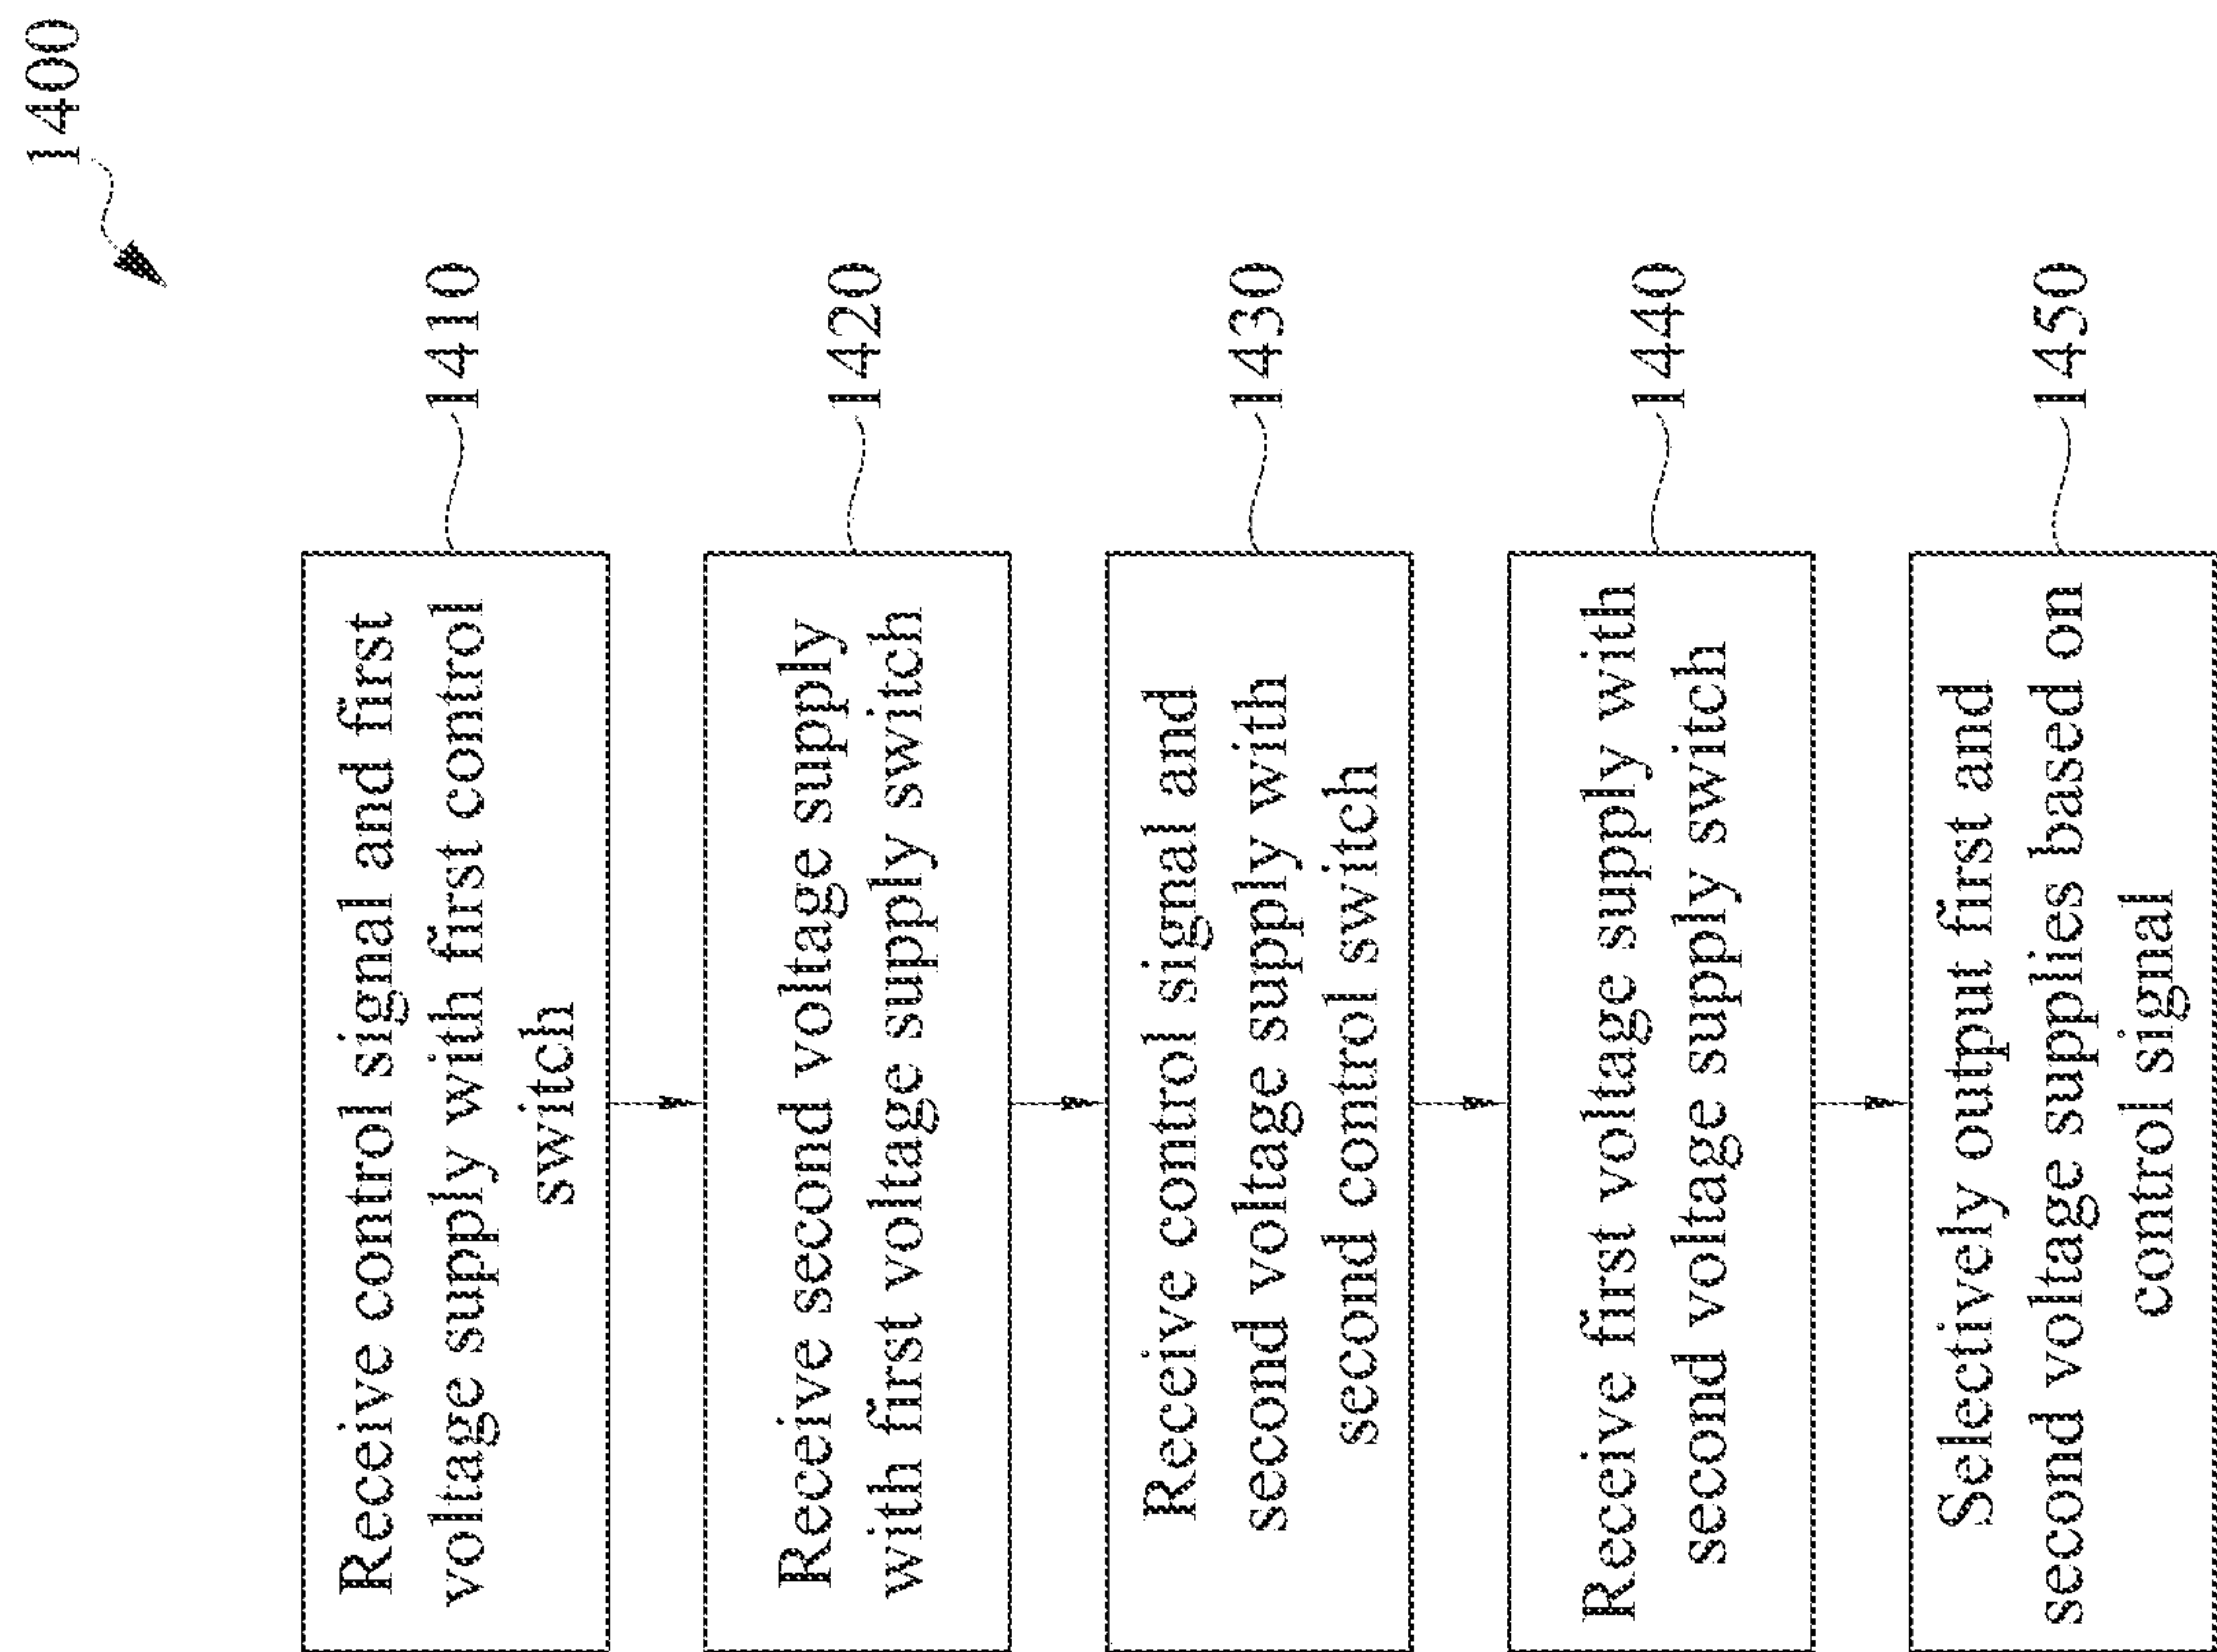 1400
Receive control signal and first
voltage supply with first control
switch
1410
Receive second voltage supply
with first voltage supply switch
1420
Receive control signal and
second voltage supply with
second control switch
1430
Receive first voltage supply with
second voltage supply switch
1440
Selectively output first and
second voltage supplies based on
control signal
1450